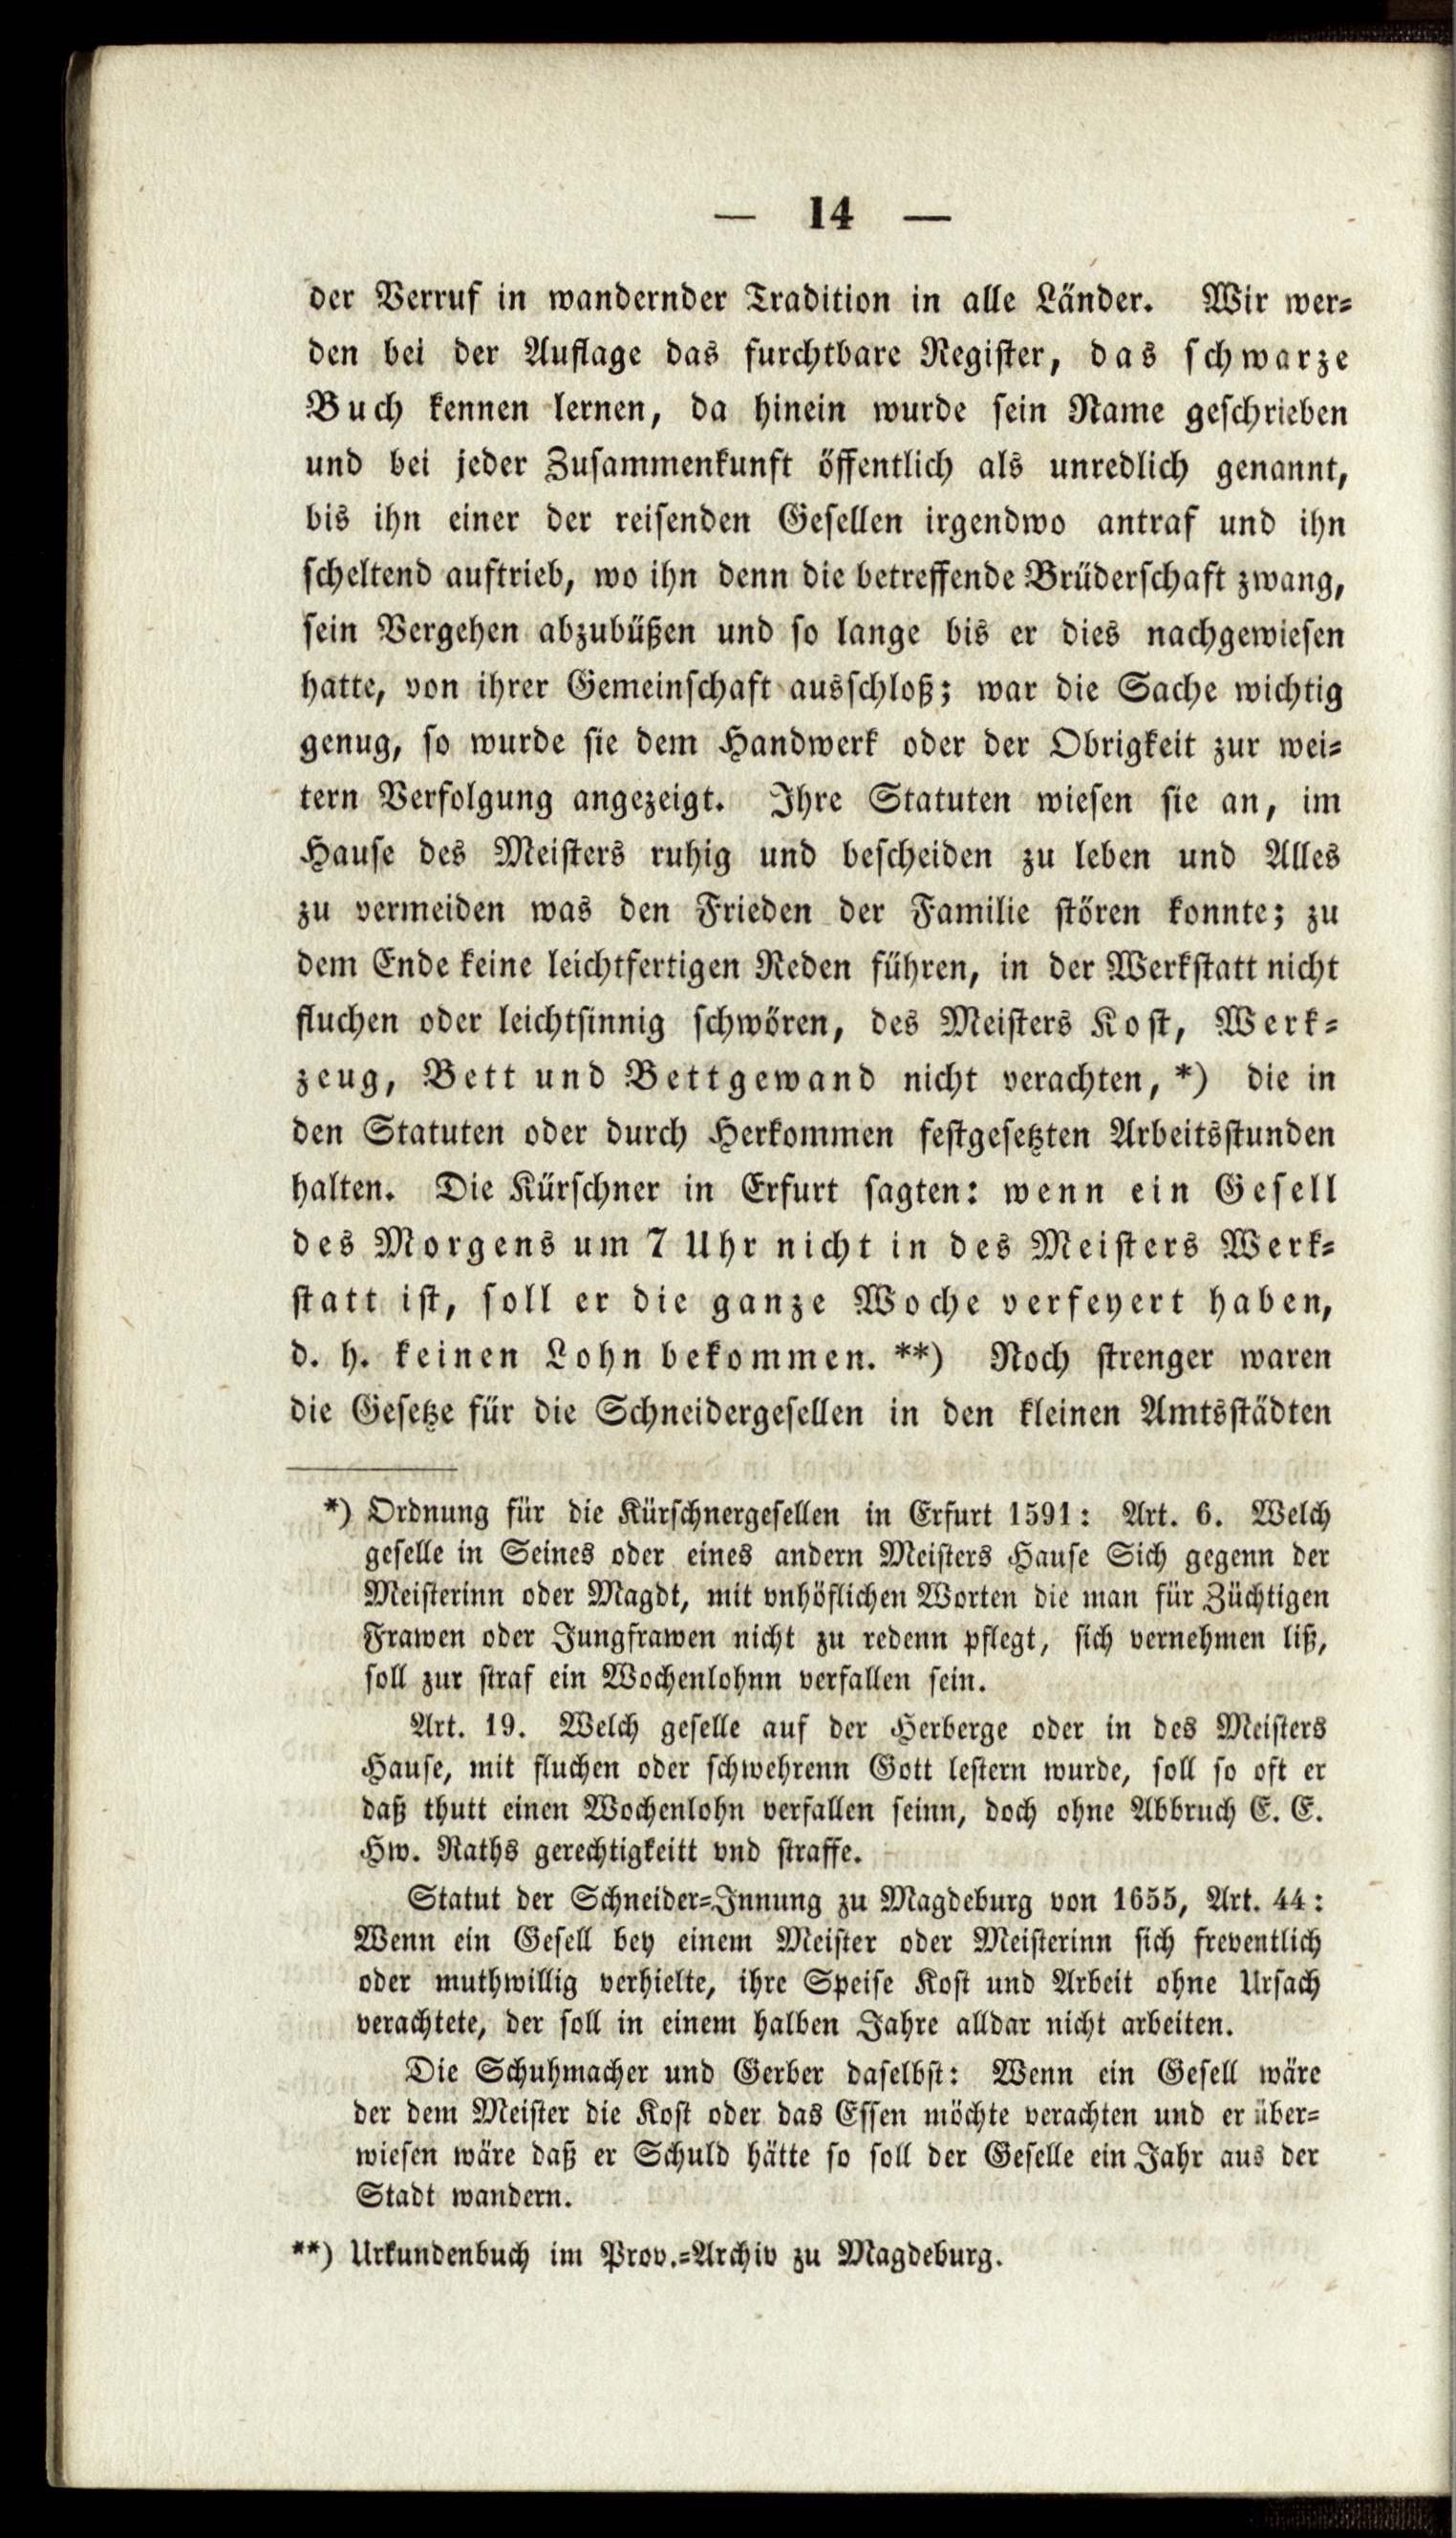 — 14 —
der Verruf in wandernder Tradition in alle Länder. Wir wer-
den bei der Auflage das furchtbare Register, das schwarze
Buch kennen lernen, da hinein wurde sein Name geschrieben
und bei jeder Zusammenkunft öffentlich als unredlich genannt,
bis ihn einer der reisenden Gesellen irgendwo antraf und ihn
scheltend auftrieb, wo ihn denn die betreffende Brüderschaft zwang,
sein Vergehen abzubüßen und so lange bis er dies nachgewiesen
hatte, von ihrer Gemeinschaft ausschloß; war die Sache wichtig
genug, so wurde sie dem Handwerk oder der Obrigkeit zur wei-
tern Verfolgung angezeigt. Ihre Statuten wiesen sie an, im
Hause des Meisters ruhig und bescheiden zu leben und Alles
zu vermeiden was den Frieden der Familie stören konnte; zu
dem Ende keine leichtfertigen Reden führen, in der Werkstatt nicht
fluchen oder leichtsinnig schwören, des Meisters Kost, Werk-
zeug, Bett und Bettgewand nicht verachten, *) die in
den Statuten oder durch Herkommen festgesetzten Arbeitsstunden
halten. Die Kürschner in Erfurt sagten: wenn ein Gesell
des Morgens um 7 Uhr nicht in des Meisters Werk-
statt ist, soll er die ganze Woche verfeyert haben,
d. h. keinen Lohn bekommen. **) Noch strenger waren
die Gesetze für die Schneidergesellen in den kleinen Amtsstädten
*) Ordnung für die Kürschnergesellen in Erfurt 1591: Art. 6. Welch
geselle in Seines oder eines andern Meisters Hause Sich gegenn der
Meisterinn oder Magdt, mit vnhöflichen Worten die man für Züchtigen
Frawen oder Jungfrawen nicht zu redenn pflegt, sich vernehmen liß,
soll zur straf ein Wochenlohnn verfallen sein.
Art. 19. Welch geselle auf der Herberge oder in des Meisters
Hause, mit fluchen oder schwehrenn Gott lestern wurde, soll so oft er
daß thutt einen Wochenlohn verfallen seinn, doch ohne Abbruch E. E.
Hw. Raths gerechtigkeitt vnd straffe.
Statut der Schneider-Innung zu Magdeburg von 1655, Art. 44:
Wenn ein Gesell bey einem Meister oder Meisterinn sich freventlich
oder muthwillig verhielte, ihre Speise Kost und Arbeit ohne Ursach
verachtete, der soll in einem halben Jahre alldar nicht arbeiten.
Die Schuhmacher und Gerber daselbst: Wenn ein Gesell wäre
der dem Meister die Kost oder das Essen möchte verachten und er über-
wiesen wäre daß er Schuld hätte so soll der Geselle ein Jahr aus der
Stadt wandern.
**) Urkundenbuch im Prov.-Archiv zu Magdeburg.